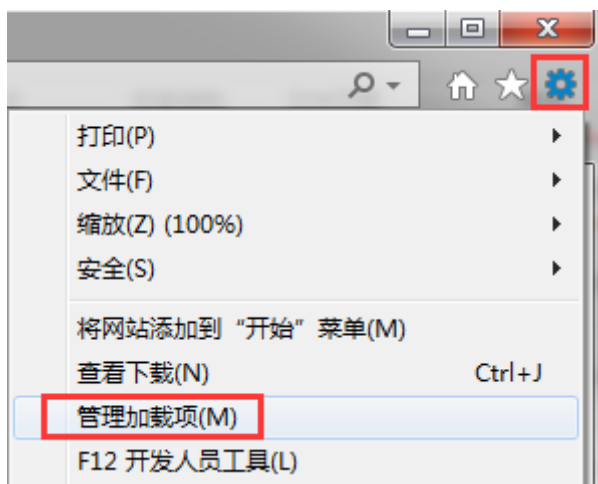 打印(P)
文件(F)
缩放(Z) (100%)
安全(S)
将网站添加到“开始”菜单(M)
查看下载(N) Ctrl+J
管理加载项(M)
F12 开发人员工具(L)